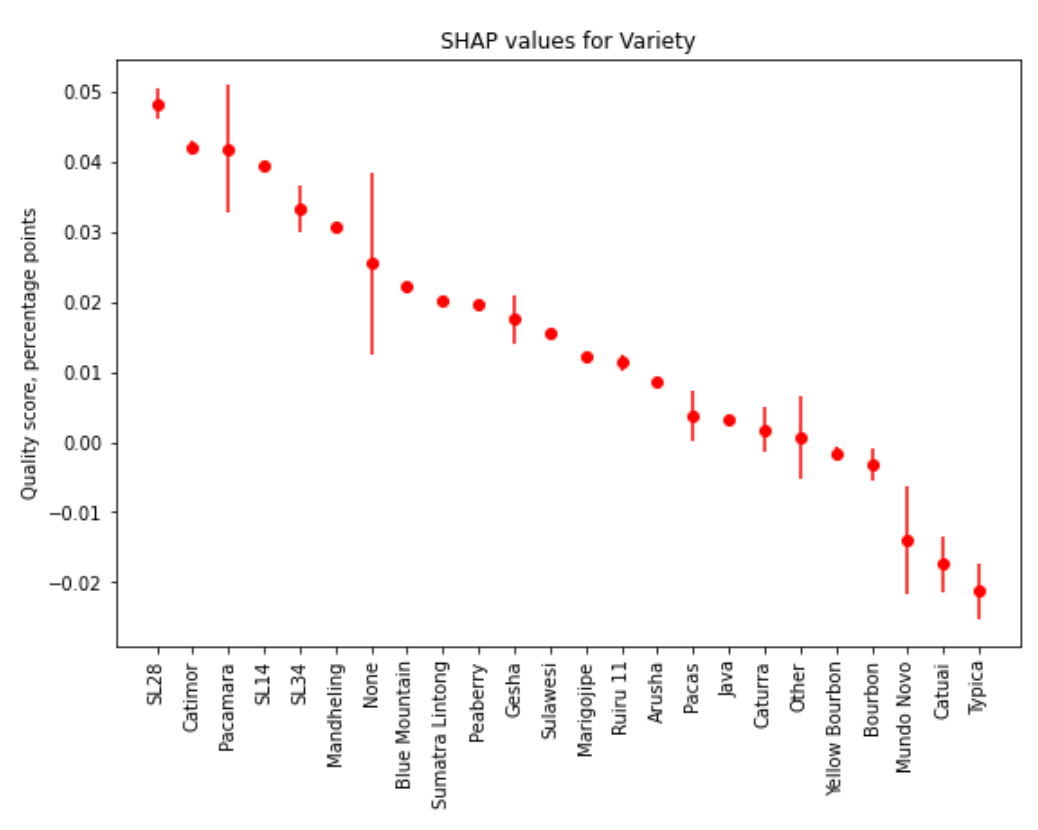 SHAP values for Variety
Quality score, percentage points
0.05
0.04
0.03
0.02
0.01
0.00
−0.01
−0.02
SL28
Catimor
Pacamara
SL14
SL34
Mandheling
None
Blue Mountain
Sumatra Lintong
Peaberry
Gesha
Sulawesi
Marigojipe
Ruiru 11
Arusha
Pacas
Java
Caturra
Other
Yellow Bourbon
Bourbon
Mundo Novo
Catuai
Typica